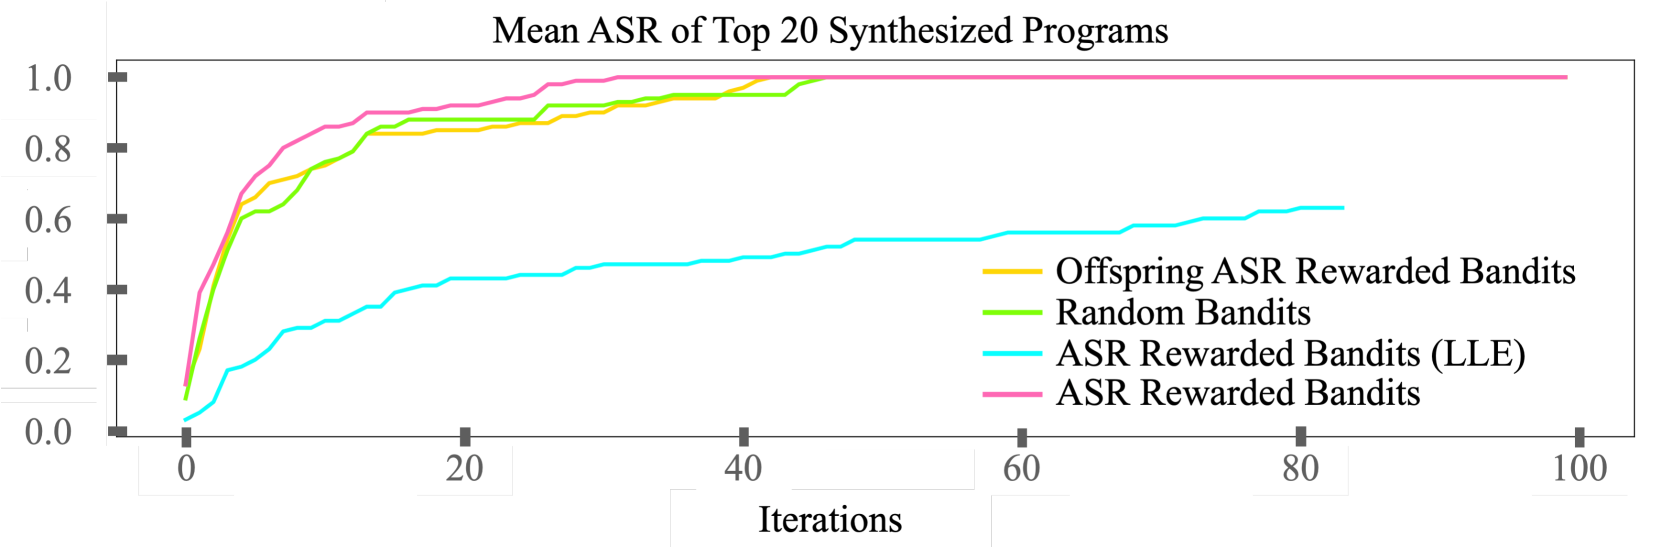 Mean ASR of Top 20 Synthesized Programs
1.0
0.8
0.6
0.4
0.2
0.0
Offspring ASR Rewarded Bandits
Random Bandits
ASR Rewarded Bandits (LLE)
ASR Rewarded Bandits
0 20 40 60 80 100
Iterations